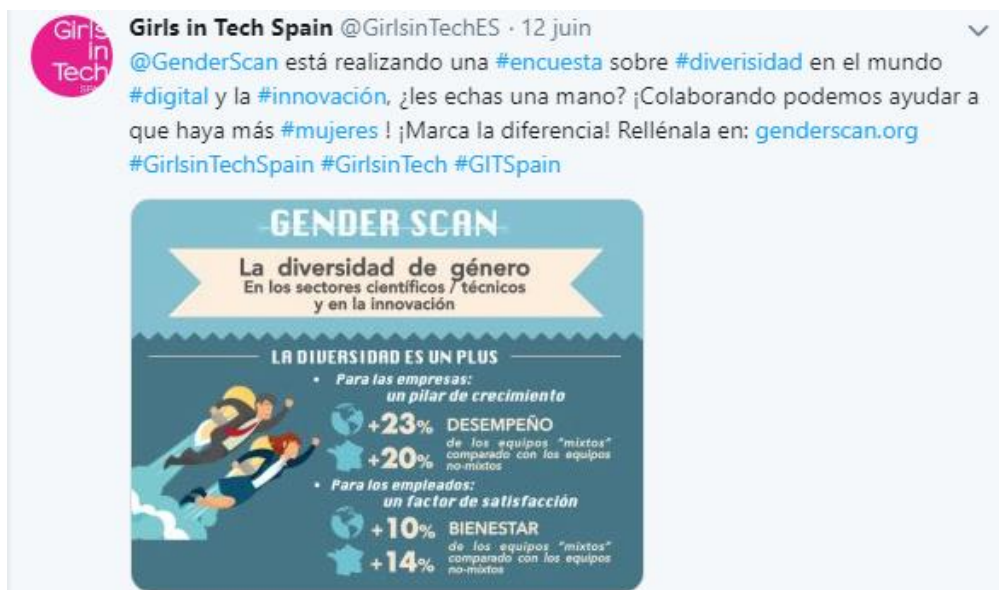 Girls
in
Tech
Girls in Tech Spain @GirlsinTechES · 12 juin
@GenderScan está realizando una #encuesta sobre #diverisidad en el mundo
#digital y la #innovación, ¿les echas una mano? ¡Colaborando podemos ayudar a
que haya más #mujeres ! ¡Marca la diferencia! Rellénala en: genderscan.org
#GirlsinTechSpain #GirlsinTech #GITSpain
GENDER SCAN
La diversidad de género
En los sectores científicos / técnicos
y en la innovación
LA DIVERSIDAD ES UN PLUS
• Para las empresas:
un pilar de crecimiento
+23% DESEMPEÑO
de los equipos "mixtos"
comparado con los equipos
no-mixtos
+20%
• Para los empleados:
un factor de satisfacción
+10% BIENESTAR
de los equipos "mixtos"
comparado con los equipos
no-mixtos
+14%